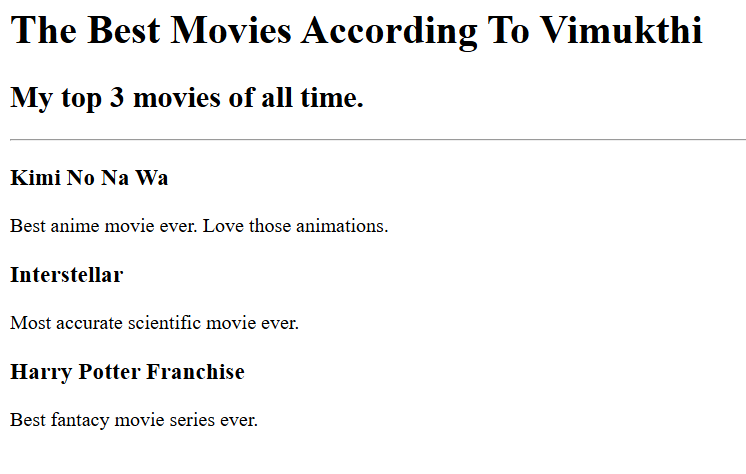 The Best Movies According To Vimukthi
My top 3 movies of all time.
Kimi No Na Wa
Best anime movie ever. Love those animations.
Interstellar
Most accurate scientific movie ever.
Harry Potter Franchise
Best fantacy movie series ever.